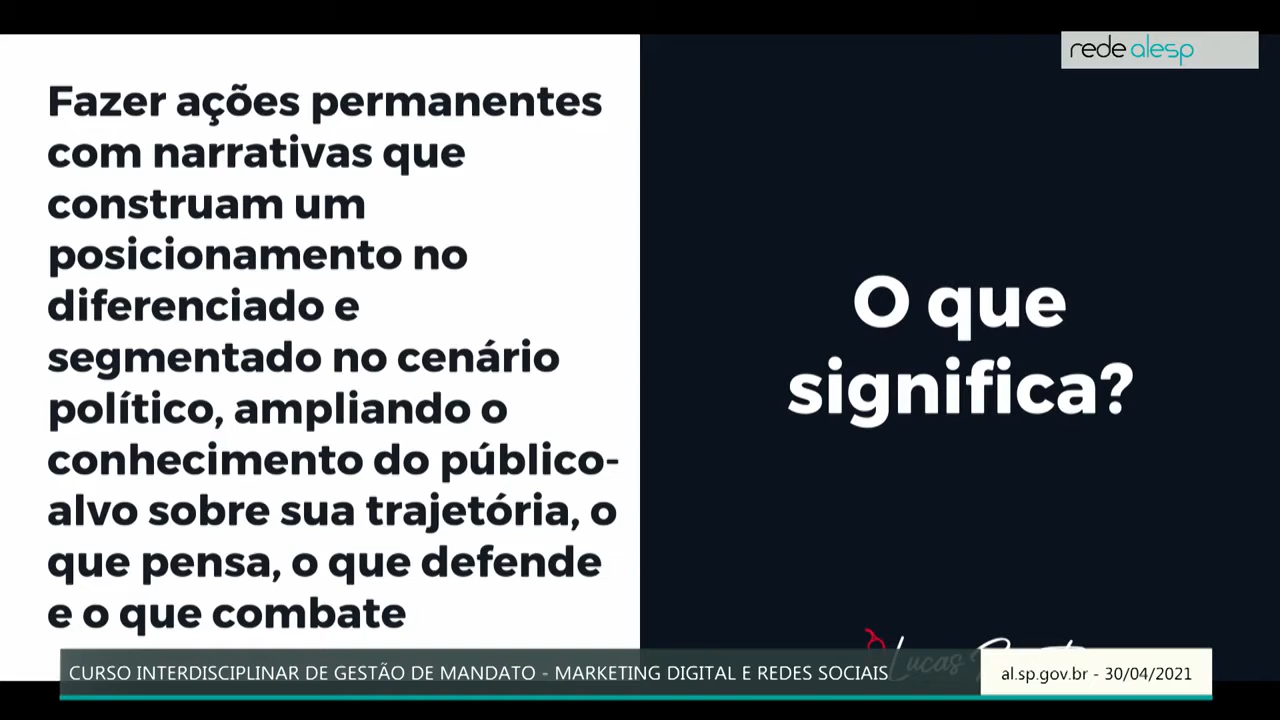 rede alesp
Fazer ações permanentes
com narrativas que
construam um
posicionamento no
diferenciado e
segmentado no cenário
político, ampliando o
conhecimento do público-
alvo sobre sua trajetória, o
que pensa, o que defende
e o que combate
O que
significa?
Lucas
CURSO INTERDISCIPLINAR DE GESTÃO DE MANDATO - MARKETING DIGITAL E REDES SOCIAIS
al.sp.gov.br - 30/04/2021